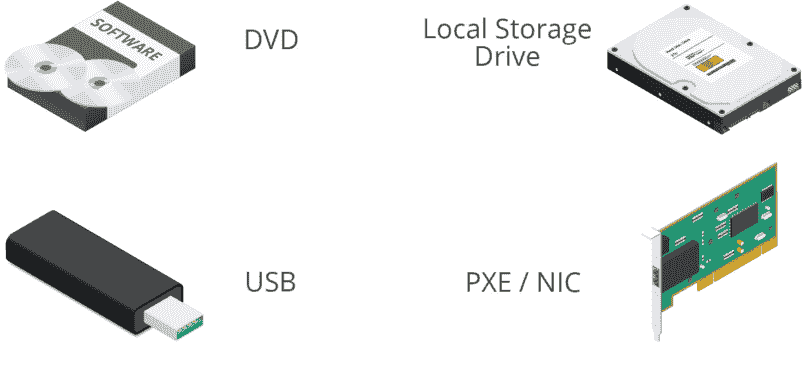 SOFTWARE
DVD
Local Storage
Drive
USB
PXE / NIC